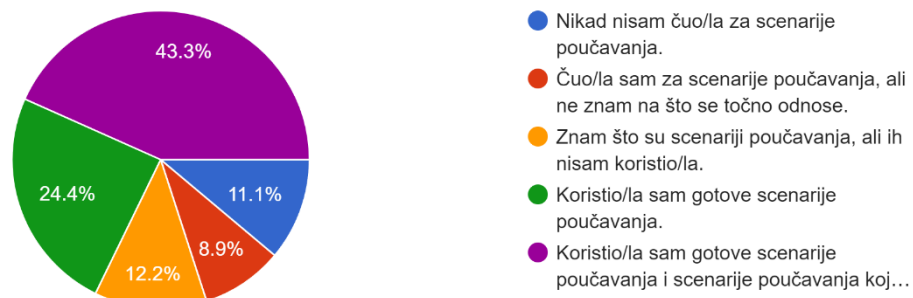 43.3%
24.4%
12.2%
8.9%
11.1%
Nikad nisam čuo/la za scenarije
poučavanja.
Čuo/la sam za scenarije poučavanja, ali
ne znam na što se točno odnose.
Znam što su scenariji poučavanja, ali ih
nisam koristio/la.
Koristio/la sam gotove scenarije
poučavanja.
Koristio/la sam gotove scenarije
poučavanja i scenarije poučavanja koj…